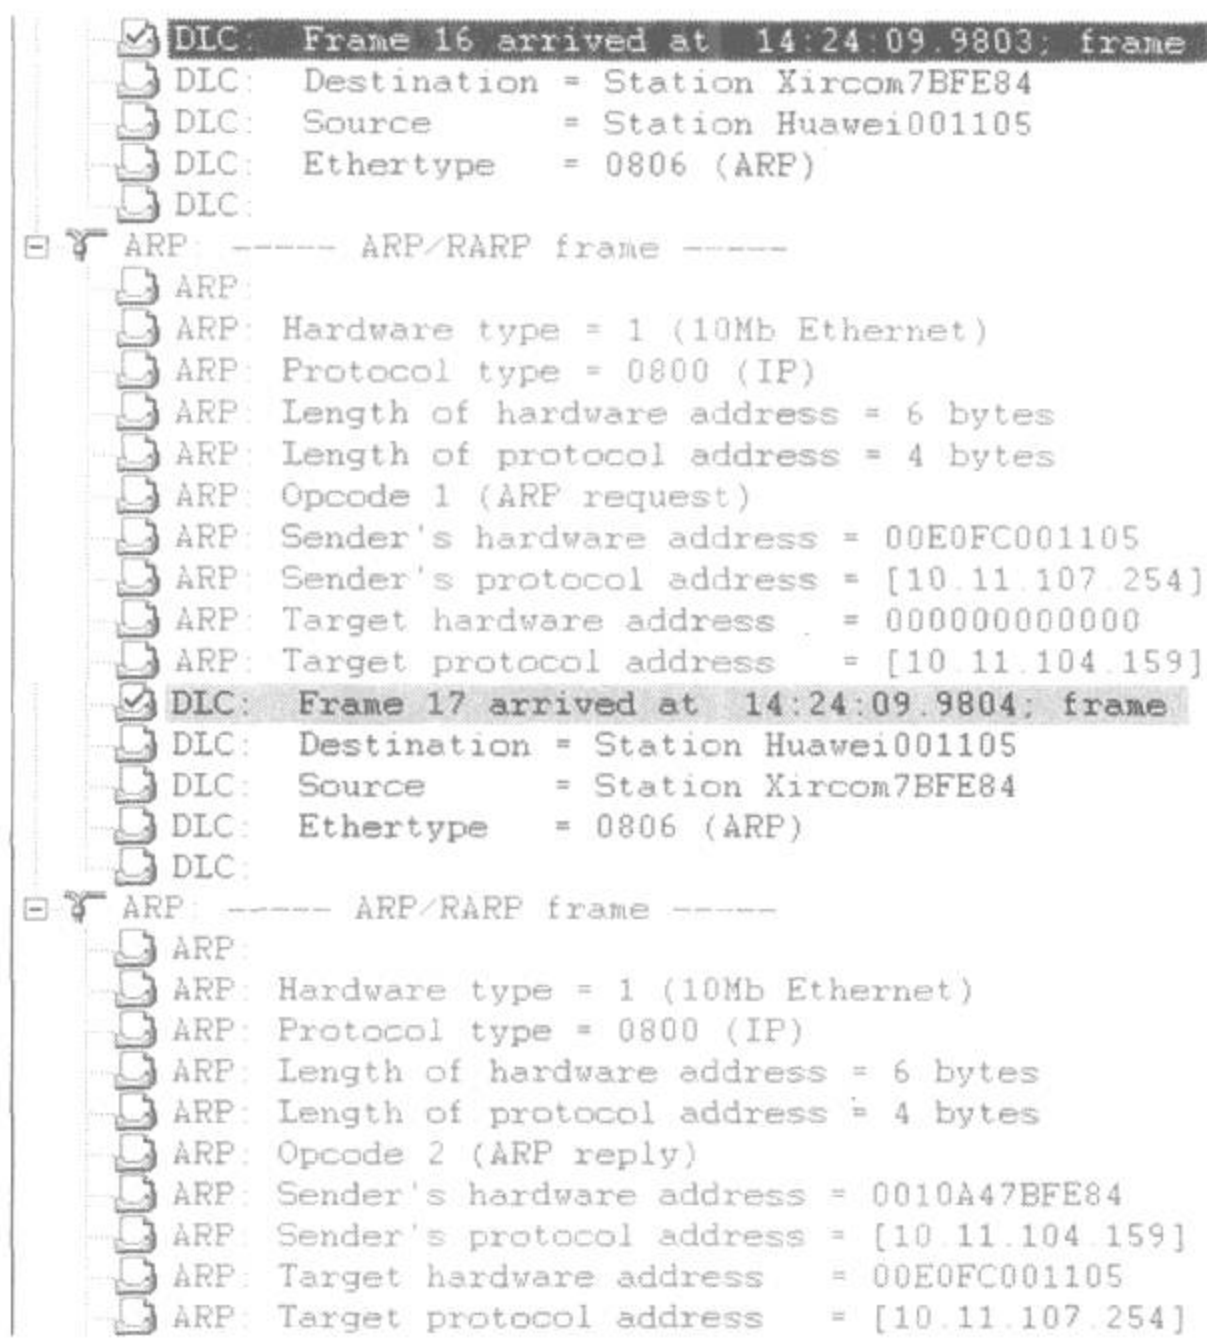 DLC: Frame 16 arrived at 14:24:09.9803; frame
DLC: Destination = Station Xircom7BFE84
DLC: Source = Station Huawei001105
DLC: Ethertype = 0806 (ARP)
DLC:
ARP: ----- ARP/RARP frame -----
ARP:
ARP: Hardware type = 1 (10Mb Ethernet)
ARP: Protocol type = 0800 (IP)
ARP: Length of hardware address = 6 bytes
ARP: Length of protocol address = 4 bytes
ARP: Opcode 1 (ARP request)
ARP: Sender's hardware address = 00E0FC001105
ARP: Sender's protocol address = [10.11.107.254]
ARP: Target hardware address = 000000000000
ARP: Target protocol address = [10.11.104.159]
DLC: Frame 17 arrived at 14:24:09.9804; frame
DLC: Destination = Station Huawei001105
DLC: Source = Station Xircom7BFE84
DLC: Ethertype = 0806 (ARP)
DLC:
ARP: ----- ARP/RARP frame -----
ARP:
ARP: Hardware type = 1 (10Mb Ethernet)
ARP: Protocol type = 0800 (IP)
ARP: Length of hardware address = 6 bytes
ARP: Length of protocol address = 4 bytes
ARP: Opcode 2 (ARP reply)
ARP: Sender's hardware address = 0010A47BFE84
ARP: Sender's protocol address = [10.11.104.159]
ARP: Target hardware address = 00E0FC001105
ARP: Target protocol address = [10.11.107.254]